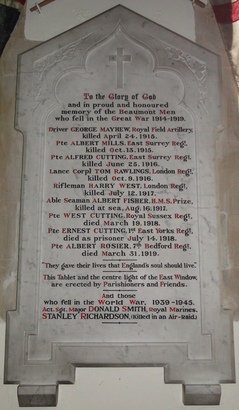 To the Glory of God
and in proud and honoured
memory of the Beaumont Men
who fell in the Great War 1914-1919.
Driver GEORGE MAYHEW, Royal Field Artillery,
killed April 24. 1915.
Pte ALBERT MILLS, East Surrey Regt,
killed Oct. 13. 1915.
Pte ALFRED CUTTING, East Surrey Regt,
killed June 25. 1916.
Lance Corpl TOM RAWLINGS, London Regt,
killed Oct. 9. 1916.
Rifleman HARRY WEST, London Regt,
killed July 12. 1917.
Able Seaman ALBERT FISHER, H.M.S. Prize,
killed at sea, Aug. 16. 1917.
Pte WEST CUTTING, Royal Sussex Regt,
died March 19. 1918.
Pte ERNEST CUTTING, 1st East Yorks Regt,
died as prisoner July 14. 1918.
Pte ALBERT ROSIER, 7th Bedford Regt,
died March 31. 1919.
"They gave their lives that England's soul should live".
This Tablet and the centre light of the East Window,
are erected by Parishioners and Friends.
And those
who fell in the World War, 1939-1945.
Act. Sgt. Major DONALD SMITH, Royal Marines.
STANLEY RICHARDSON, (Killed in an Air-Raid.)